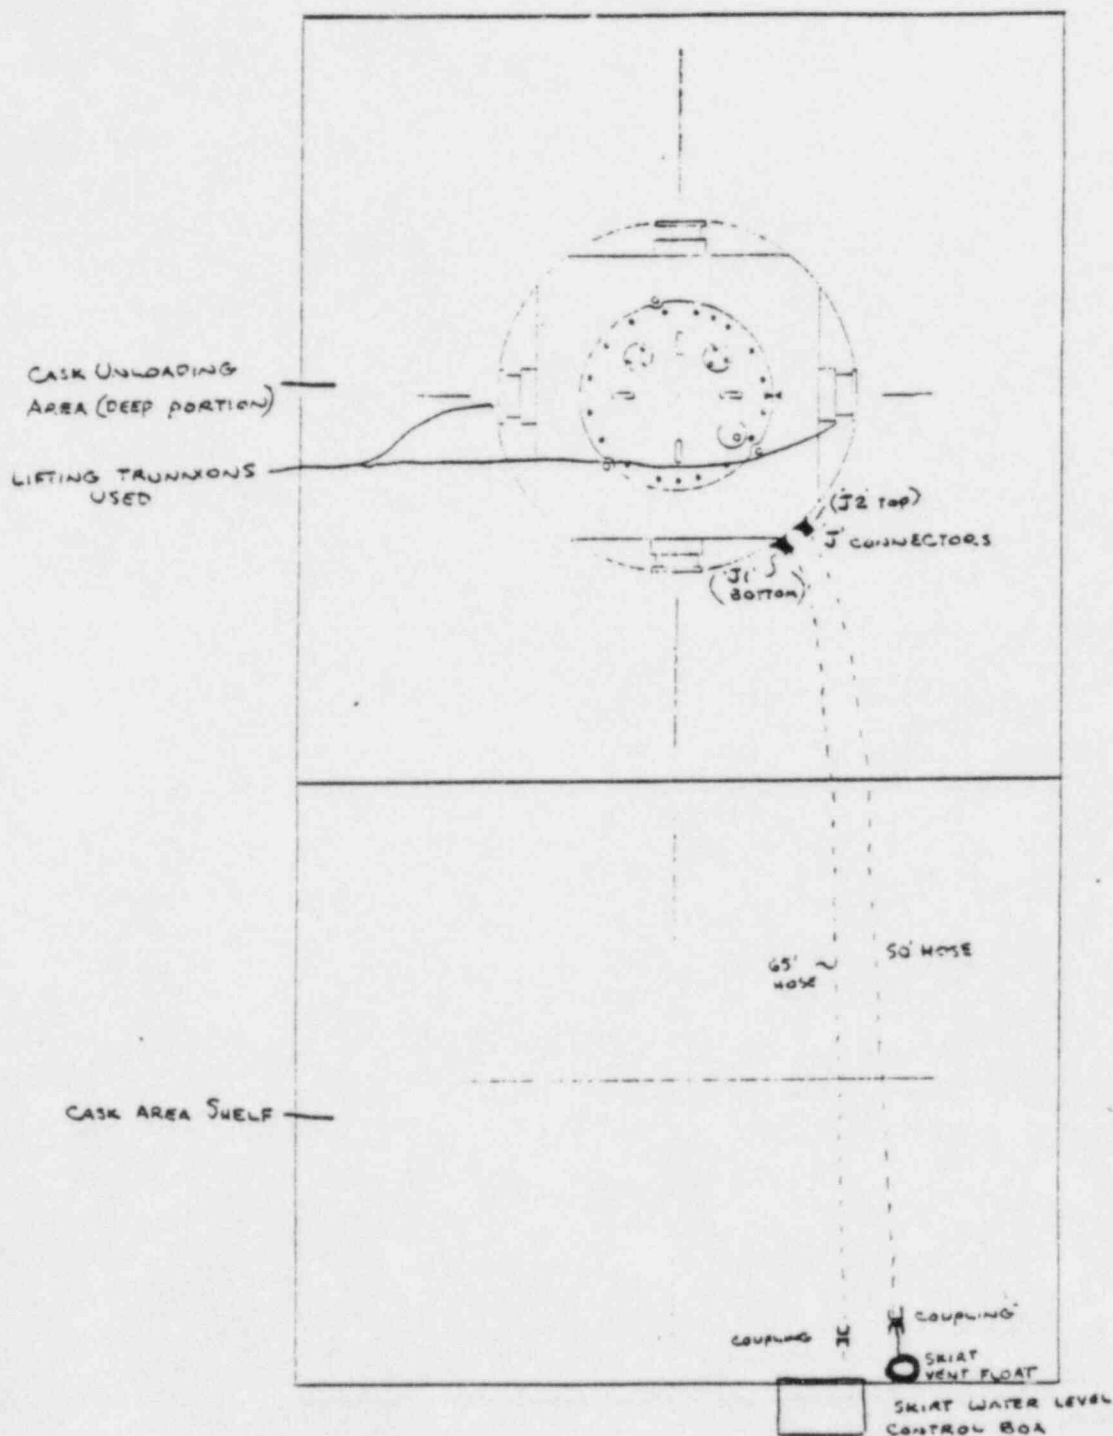 CASK UNLOADING
AREA (DEEP PORTION)
LIFTING TRUNNIONS
USED
(J2 TOP)
J CONNECTORS
(J1
BOTTOM)
65'
HOSE
50' HOSE
CASK AREA SHELF
COUPLING
COUPLING
SKIRT
VENT FLOAT
SKIRT WATER LEVEL
CONTROL BOX